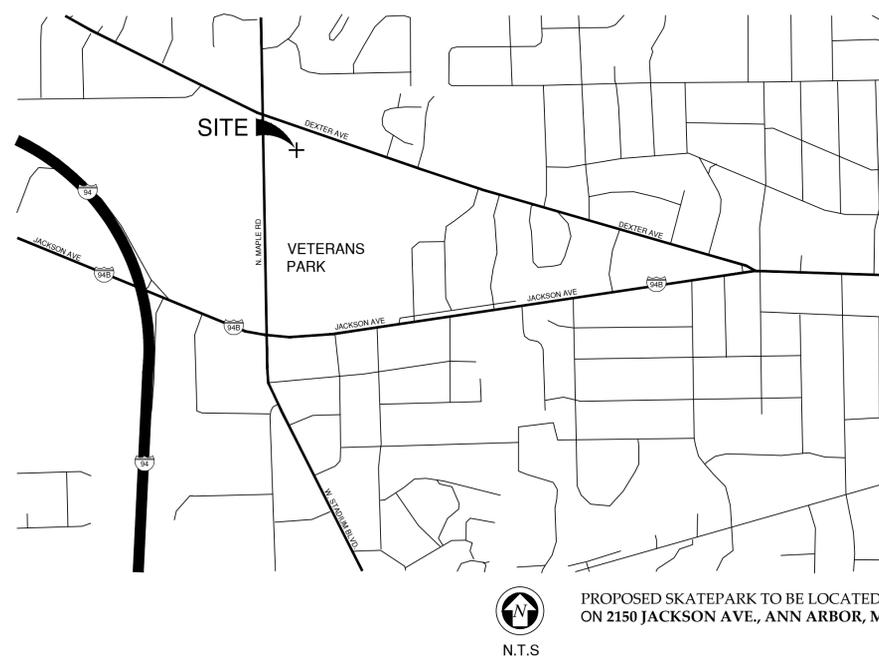 DEXTER AVE
SITE
94
N. MAPLE RD
DEXTER AVE
JACKSON AVE
VETERANS
PARK
94B
94B
JACKSON AVE
94B
JACKSON AVE
94
W. STADIUM BLVD.
N
PROPOSED SKATEPARK TO BE LOCATED
ON 2150 JACKSON AVE., ANN ARBOR, M
N.T.S